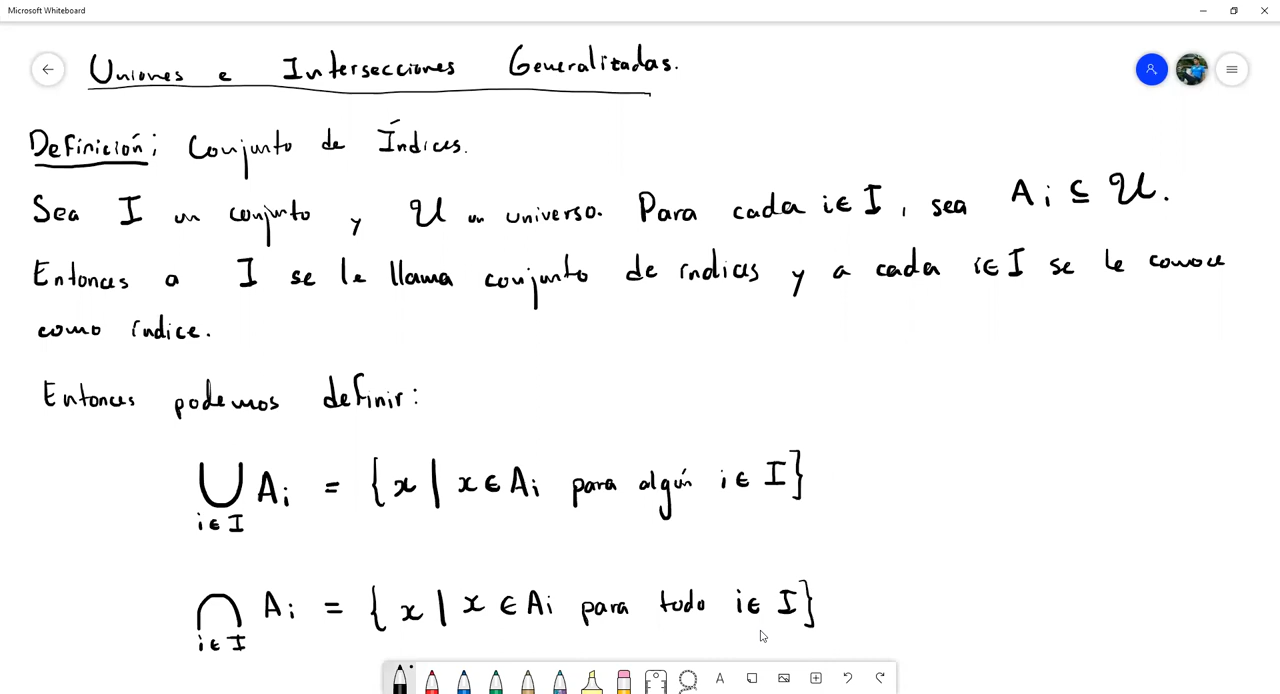 Microsoft Whiteboard
Uniones e Intersecciones Generalizadas.
Definición: Conjunto de Índices.
Sea I un conjunto y 𝒰 un universo. Para cada i∈I, sea Ai ⊆ 𝒰.
Entonces a I se le llama conjunto de índices y a cada i∈I se le conoce
como índice.
Entonces podemos definir:
⋃ Ai = {x | x∈Ai para algún i∈I}
i∈I
⋂ Ai = {x | x∈Ai para todo i∈I}
i∈I
A